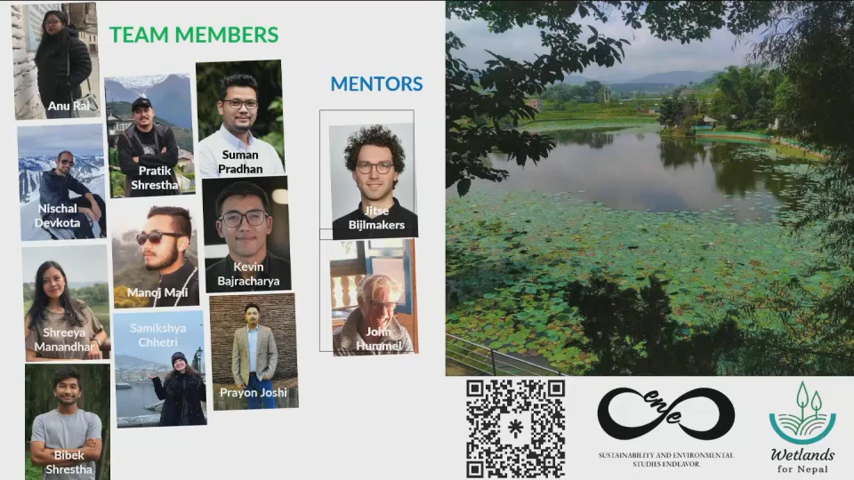 TEAM MEMBERS
MENTORS
Anu Rai
Pratik
Shrestha
Suman
Pradhan
Nischal
Devkota
Kevin
Bajracharya
Manoj Mali
Shreeya
Manandhar
Samikshya
Chhetri
Prayon Joshi
Bibek
Shrestha
Jitse
Bijlmakers
John
Hummel
ene
SUSTAINABILITY AND ENVIRONMENTAL
STUDIES ENDEAVOR
Wetlands
for Nepal